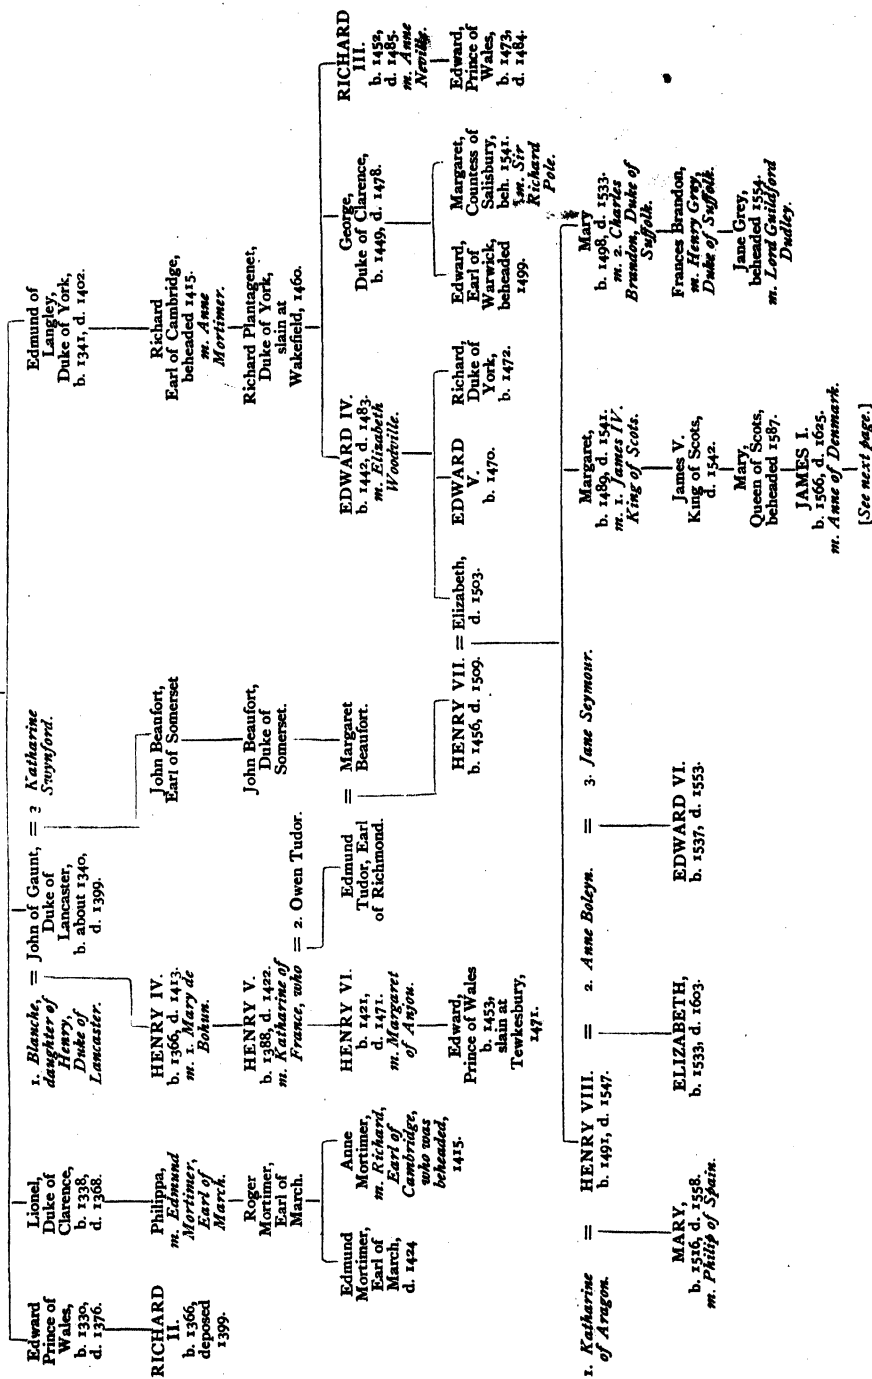 Edward
Prince of
Wales,
b. 1330,
d. 1376.
RICHARD
II.
b. 1366,
deposed
1399.
Lionel,
Duke of
Clarence,
b. 1338,
d. 1368.
Philippa,
m. Edmund
Mortimer,
Earl of
March.
Roger
Mortimer,
Earl of
March.
Edmund
Mortimer,
Earl of
March,
d. 1424
Anne
Mortimer,
m. Richard,
Earl of
Cambridge,
who was
beheaded,
1415.
1. Blanche,
daughter of
Henry,
Duke of
Lancaster.
= John of Gaunt, =
Duke of
Lancaster,
b. about 1340,
d. 1399.
Katharine
Swynford.
HENRY IV.
b. 1366, d. 1413.
m. 1. Mary de
Bohun.
HENRY V.
b. 1388, d. 1422.
m. Katharine of
France, who = 2. Owen Tudor.
HENRY VI.
b. 1421,
d. 1471.
m. Margaret
of Anjou.
Edward,
Prince of Wales
b. 1453,
slain at
Tewkesbury,
1471.
John Beaufort,
Earl of Somerset
John Beaufort,
Duke of
Somerset.
Edmund
Tudor, Earl
of Richmond.
= Margaret
Beaufort.
Edmund of
Langley,
Duke of York,
b. 1341, d. 1402.
Richard
Earl of Cambridge,
beheaded 1415.
m. Anne
Mortimer.
Richard Plantagenet,
Duke of York,
slain at
Wakefield, 1460.
EDWARD IV.
b. 1442, d. 1483.
m. Elizabeth
Woodville.
George,
Duke of Clarence,
b. 1449, d. 1478.
RICHARD
III.
b. 1452,
d. 1485.
m. Anne
Neville.
HENRY VII. = Elizabeth,
b. 1456, d. 1509. d. 1503.
EDWARD
V.
b. 1470.
Richard,
Duke of
York,
b. 1472.
Edward,
Earl of
Warwick,
beheaded
1499.
Margaret,
Countess of
Salisbury,
beh. 1541.
m. Sir
Richard
Pole.
Edward,
Prince of
Wales,
b. 1473,
d. 1484.
1. Katharine = HENRY VIII. = 2. Anne Boleyn. = 3. Jane Seymour.
of Aragon. b. 1491, d. 1547.
MARY,
b. 1516, d. 1558.
m. Philip of Spain.
ELIZABETH,
b. 1533, d. 1603.
EDWARD VI.
b. 1537, d. 1553.
Margaret,
b. 1489, d. 1541.
m. 1. James IV.
King of Scots.
James V.
King of Scots,
d. 1542.
Mary,
Queen of Scots,
beheaded 1587.
JAMES I.
b. 1566, d. 1625.
m. Anne of Denmark.
[See next page.]
Mary
b. 1498, d. 1533.
m. 2. Charles
Brandon, Duke of
Suffolk.
Frances Brandon,
m. Henry Grey,
Duke of Suffolk.
Jane Grey,
beheaded 1554.
m. Lord Guildford
Dudley.